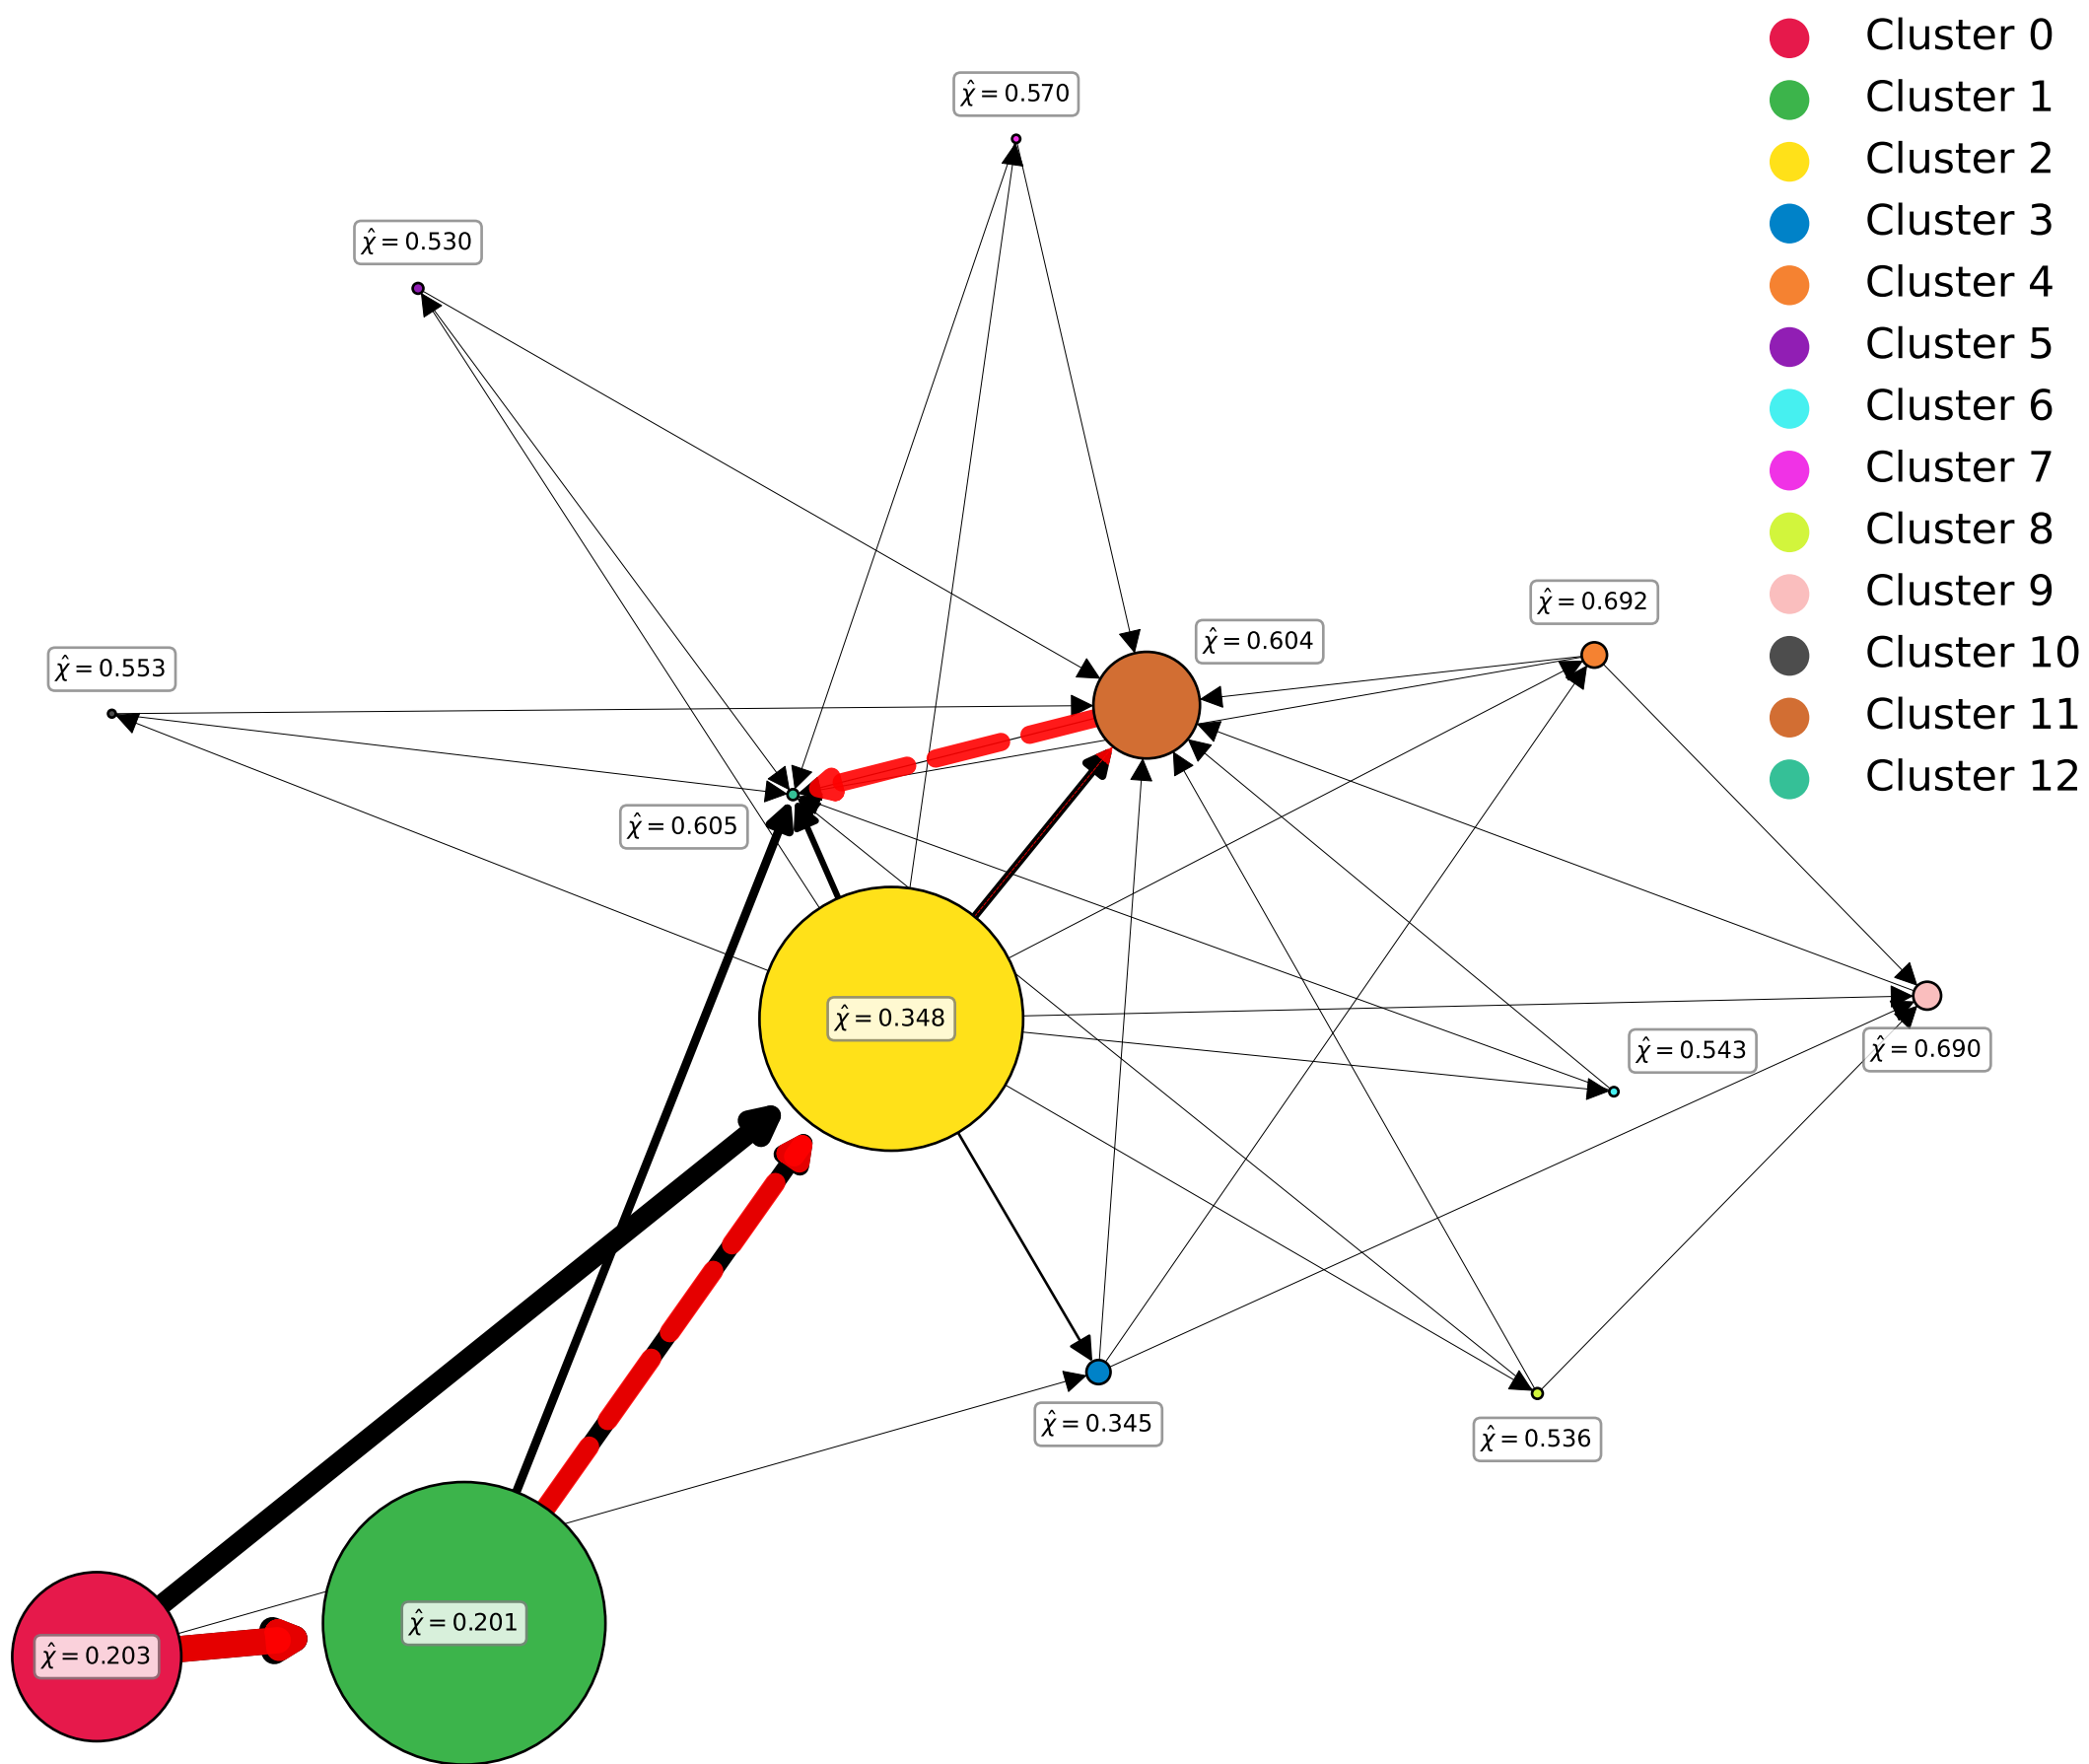 Cluster 0
Cluster 1
Cluster 2
Cluster 3
Cluster 4
Cluster 5
Cluster 6
Cluster 7
Cluster 8
Cluster 9
Cluster 10
Cluster 11
Cluster 12
χ̂ = 0.570
χ̂ = 0.530
χ̂ = 0.692
χ̂ = 0.604
χ̂ = 0.553
χ̂ = 0.605
χ̂ = 0.348
χ̂ = 0.543
χ̂ = 0.690
χ̂ = 0.345
χ̂ = 0.536
χ̂ = 0.201
χ̂ = 0.203